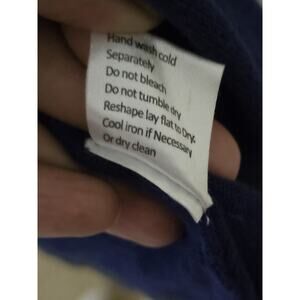 Hand wash cold
Separately
Do not bleach
Do not tumble dry
Reshape lay flat to Dry.
Cool iron if Necessary
Or dry clean